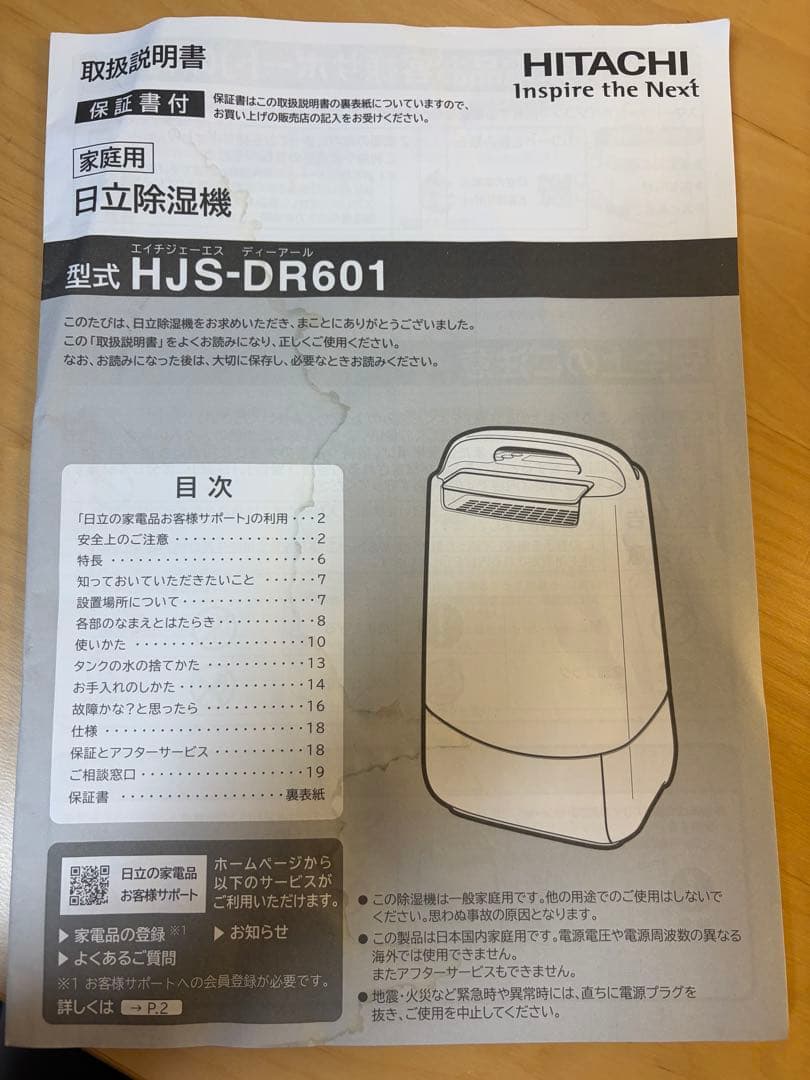 取扱説明書
HITACHI
Inspire the Next
保証書付
保証書はこの取扱説明書の裏表紙についていますので、
お買い上げの販売店の記入をお受けください。
家庭用
日立除湿機
エイチジェーエス ディーアール
型式 HJS-DR601
このたびは、日立除湿機をお求めいただき、まことにありがとうございました。
この「取扱説明書」をよくお読みになり、正しくご使用ください。
なお、お読みになった後は、大切に保存し、必要なときお読みください。
目次
「日立の家電品お客様サポート」の利用・・・2
安全上のご注意・・・・・・・・・・・・・・・・2
特長・・・・・・・・・・・・・・・・・・・・・・6
知っておいていただきたいこと・・・・・・7
設置場所について・・・・・・・・・・・・・・7
各部のなまえとはたらき・・・・・・・・・・・8
使いかた・・・・・・・・・・・・・・・・・・・10
タンクの水の捨てかた・・・・・・・・・・・・13
お手入れのしかた・・・・・・・・・・・・・・14
故障かな?と思ったら・・・・・・・・・・・・16
仕様・・・・・・・・・・・・・・・・・・・・・18
保証とアフターサービス・・・・・・・・・・18
ご相談窓口・・・・・・・・・・・・・・・・・・19
保証書・・・・・・・・・・・・・・・・・・裏表紙
日立の家電品
お客様サポート
ホームページから
以下のサービスが
ご利用いただけます。
▶ 家電品の登録※1 ▶ お知らせ
▶ よくあるご質問
※1 お客様サポートへの会員登録が必要です。
詳しくは → P.2
● この除湿機は一般家庭用です。他の用途でのご使用はしないで
ください。思わぬ事故の原因となります。
● この製品は日本国内家庭用です。電源電圧や電源周波数の異なる
海外では使用できません。
またアフターサービスもできません。
● 地震・火災など緊急時や異常時には、直ちに電源プラグを
抜き、ご使用を中止してください。